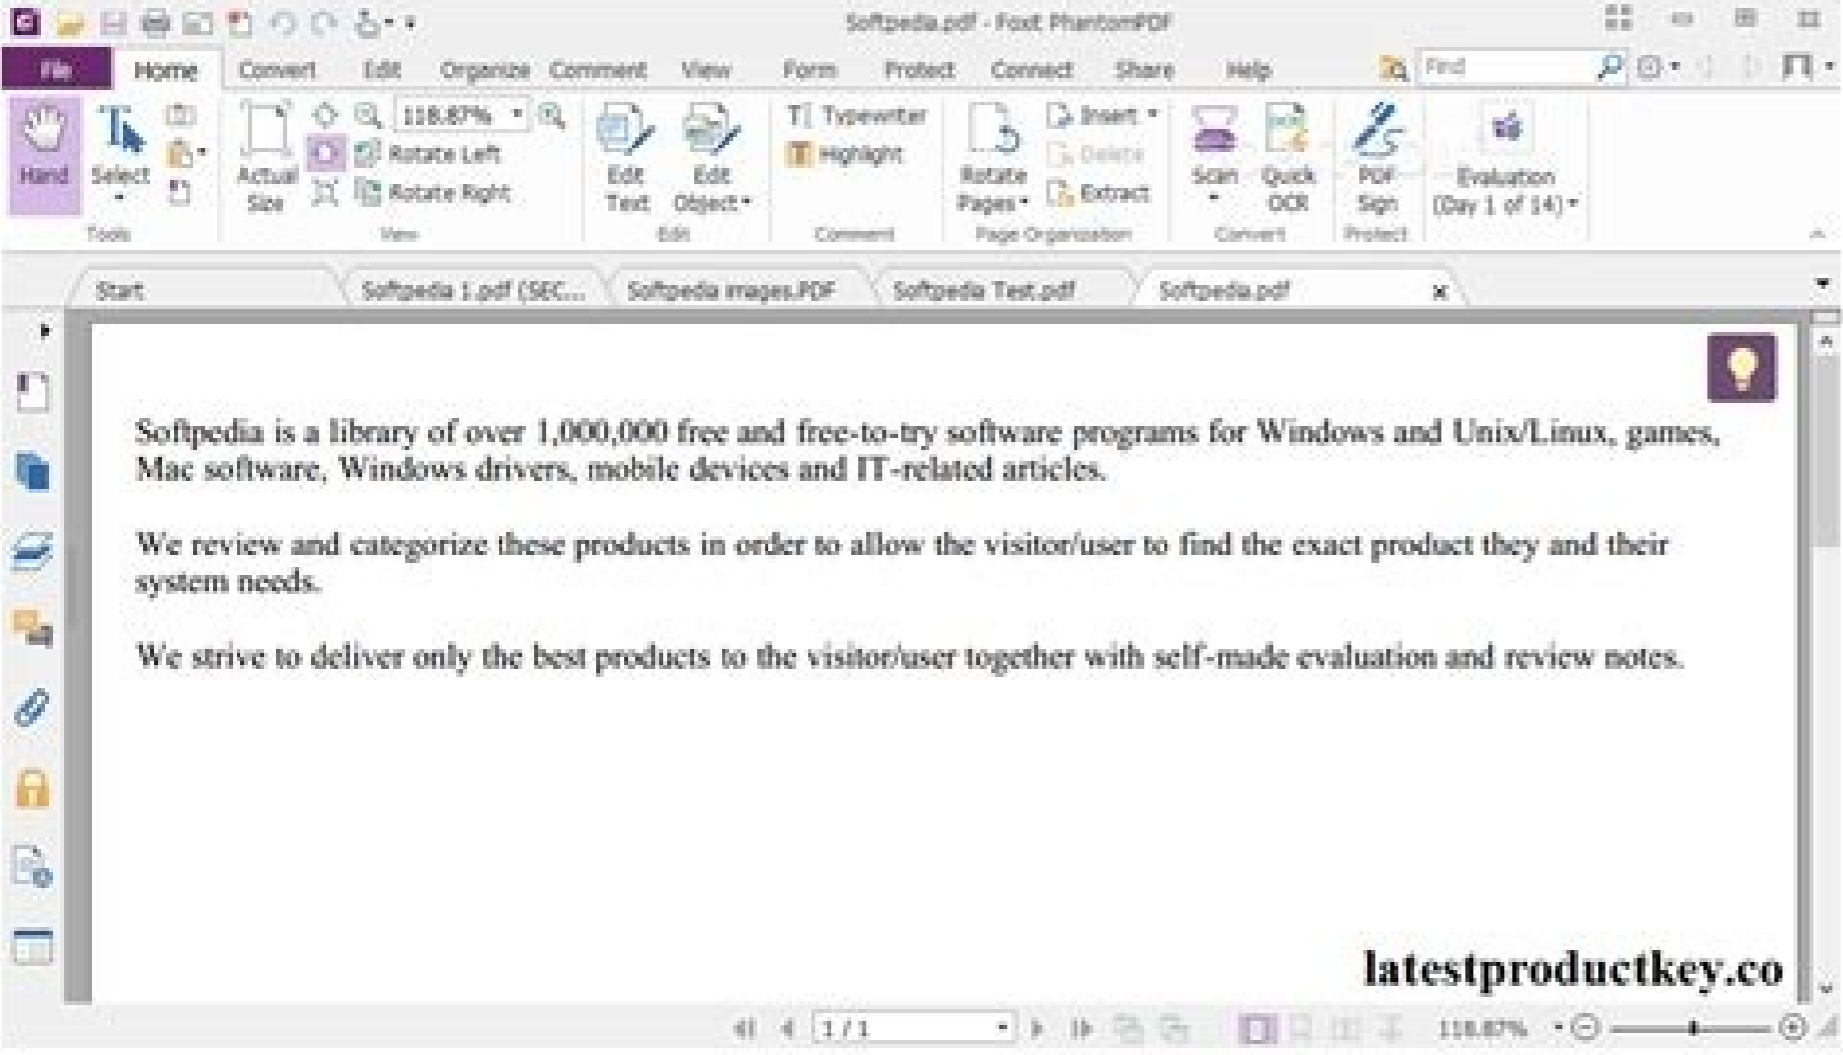 Softpedia.pdf - Foxit PhantomPDF
File Home Convert Edit Organize Comment View Form Protect Connect Share Help Find
Hand Select Actual Size 118.87% Rotate Left Rotate Right Edit Text Edit Object Typewriter Highlight Rotate Pages Insert Delete Extract Scan Quick OCR PDF Sign Evaluation (Day 1 of 14)
Tools View Edit Comment Page Organization Convert Protect
Start Softpedia 1.pdf (SEC... Softpedia images.PDF Softpedia Test.pdf Softpedia.pdf
Softpedia is a library of over 1,000,000 free and free-to-try software programs for Windows and Unix/Linux, games,
Mac software, Windows drivers, mobile devices and IT-related articles.
We review and categorize these products in order to allow the visitor/user to find the exact product they and their
system needs.
We strive to deliver only the best products to the visitor/user together with self-made evaluation and review notes.
latestproductkey.co
1 / 1 118.87%